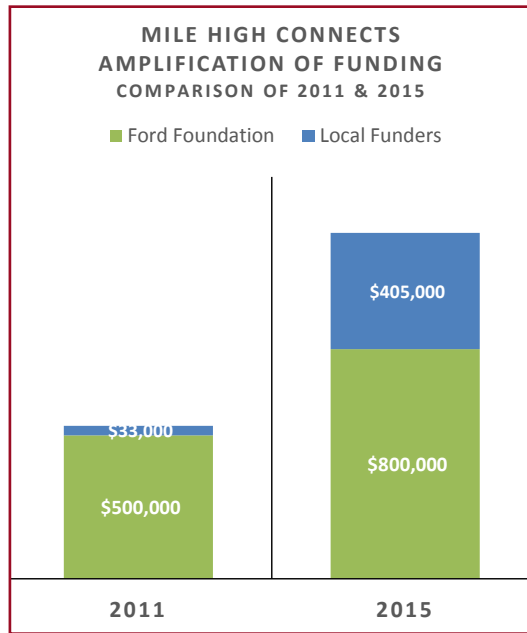 MILE HIGH CONNECTS
AMPLIFICATION OF FUNDING
COMPARISON OF 2011 & 2015
Ford Foundation Local Funders
$405,000
$33,000
$800,000
$500,000
2011 2015